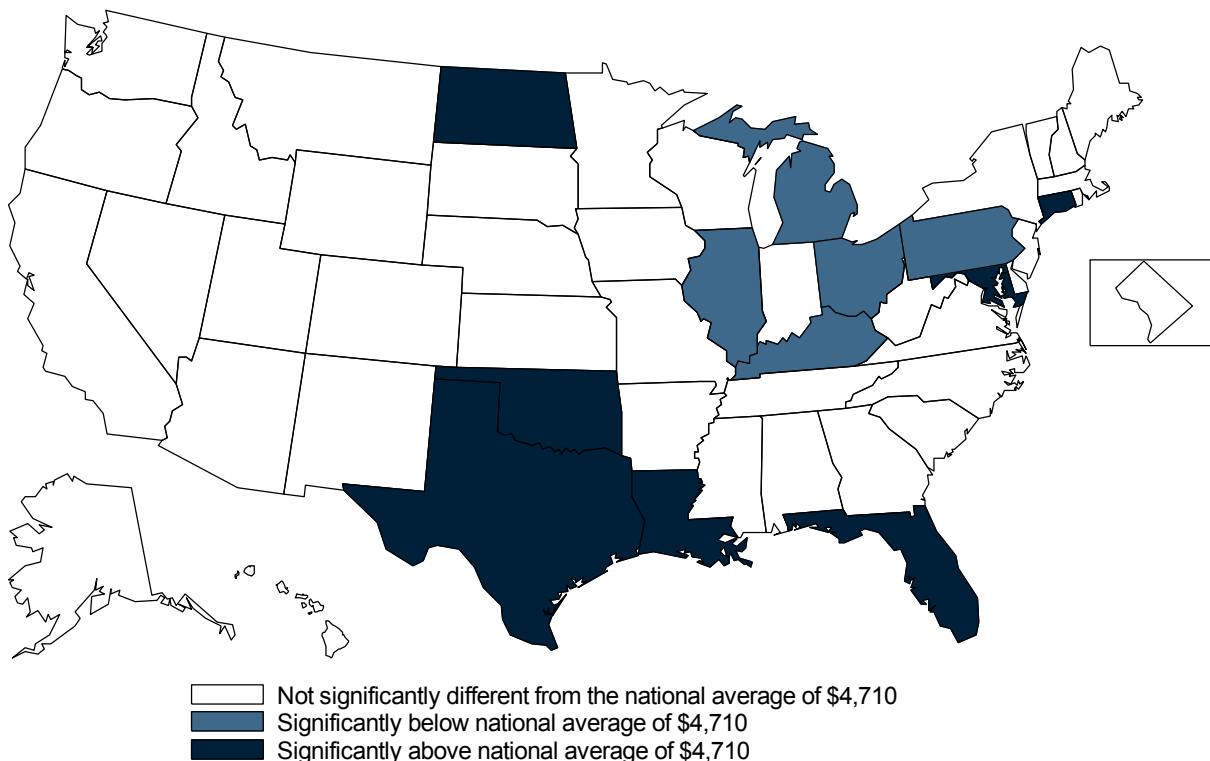 Not significantly different from the national average of $4,710
Significantly below national average of $4,710
Significantly above national average of $4,710